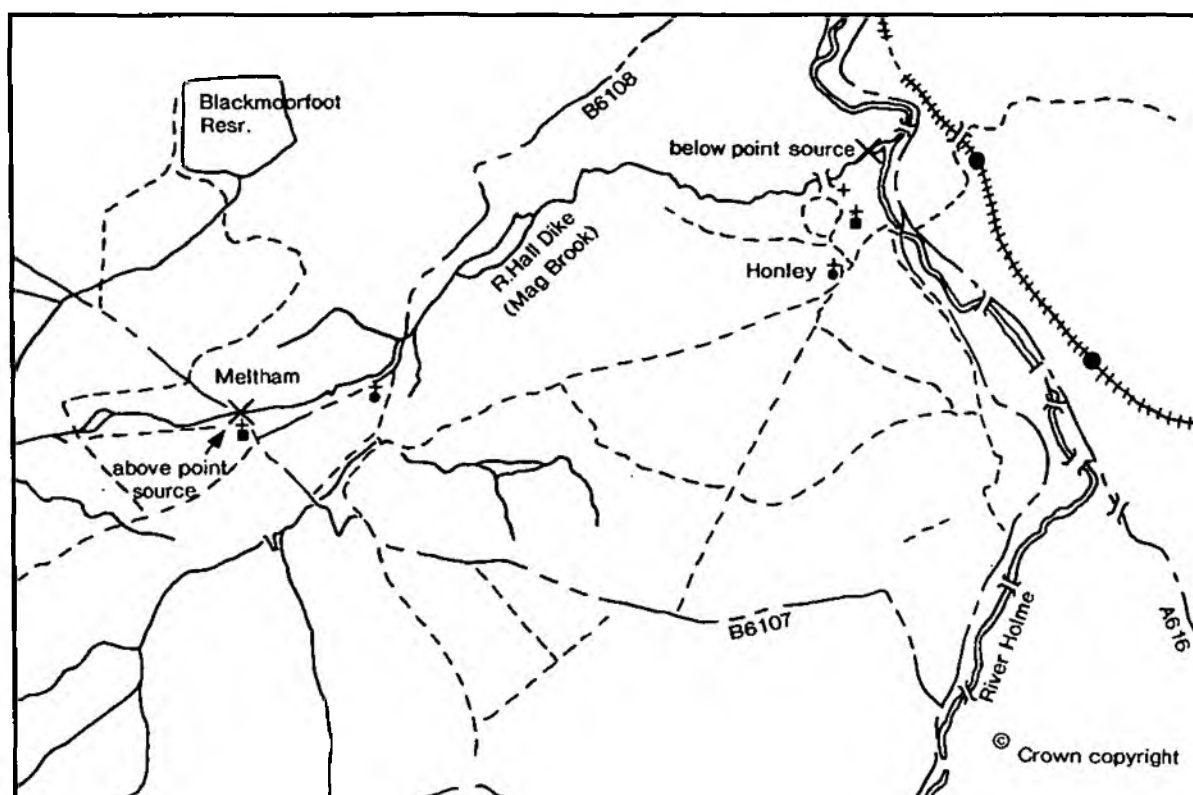 Blackmoorfoot
Resr.
B6108
below point source
R.Hall Dike
(Mag Brook)
Honley
Meltham
above point
source
B6107
River Holme
A616
© Crown copyright